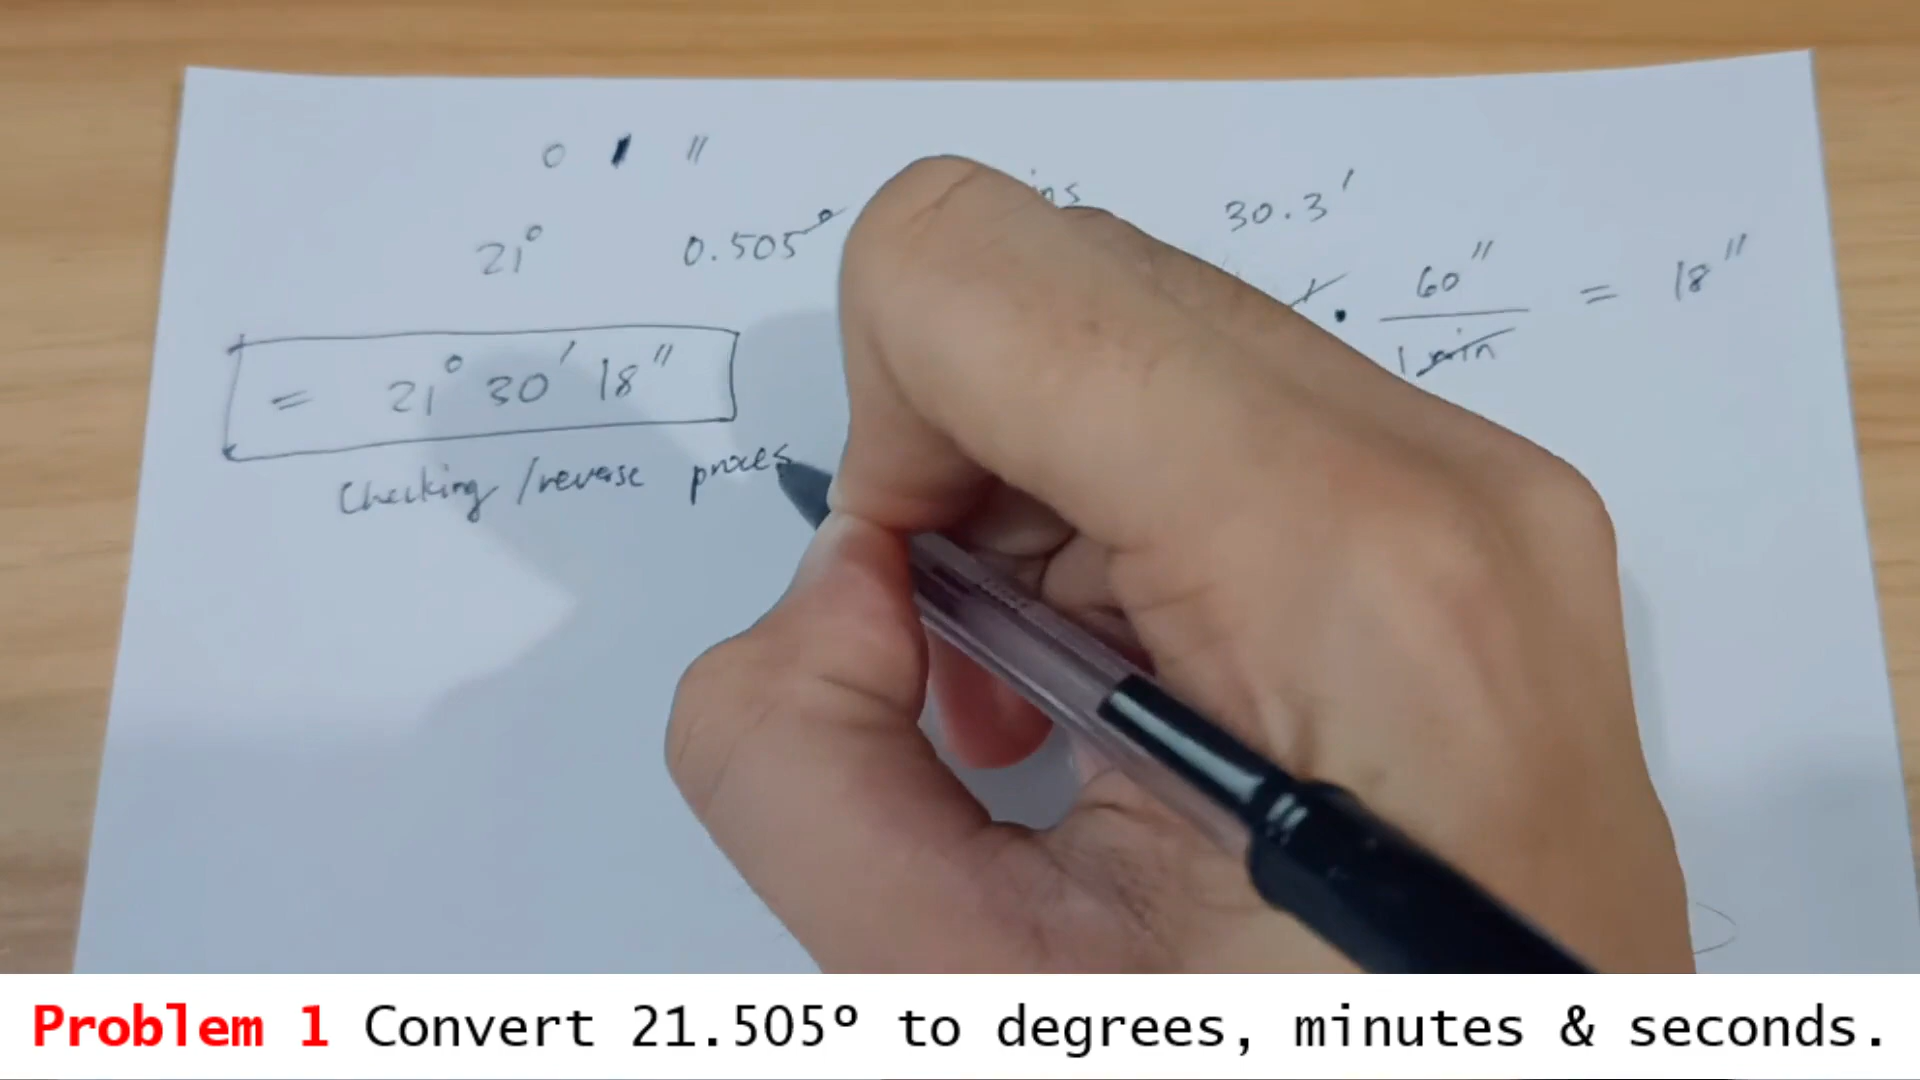 ° ′ ″
30.3′
21° 0.505°
60″ = 18″
1 min
= 21° 30′ 18″
Checking /reverse proces
Problem 1 Convert 21.505º to degrees, minutes & seconds.